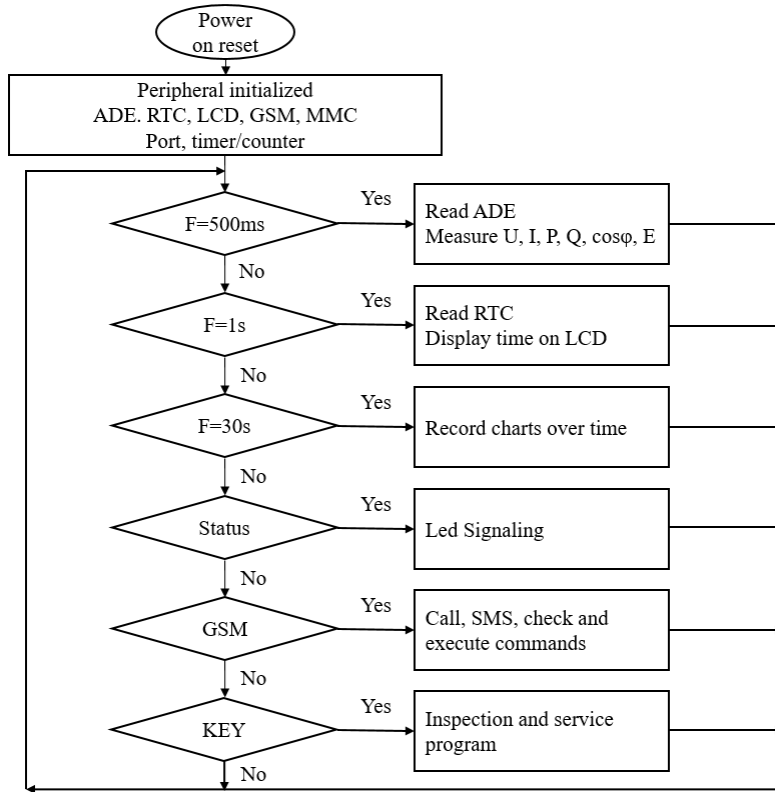 Power
on reset
Peripheral initialized
ADE. RTC, LCD, GSM, MMC
Port, timer/counter
F=500ms
Yes
Read ADE
Measure U, I, P, Q, cosφ, E
No
F=1s
Yes
Read RTC
Display time on LCD
No
F=30s
Yes
Record charts over time
No
Status
Yes
Led Signaling
No
GSM
Yes
Call, SMS, check and
execute commands
No
KEY
Yes
Inspection and service
program
No